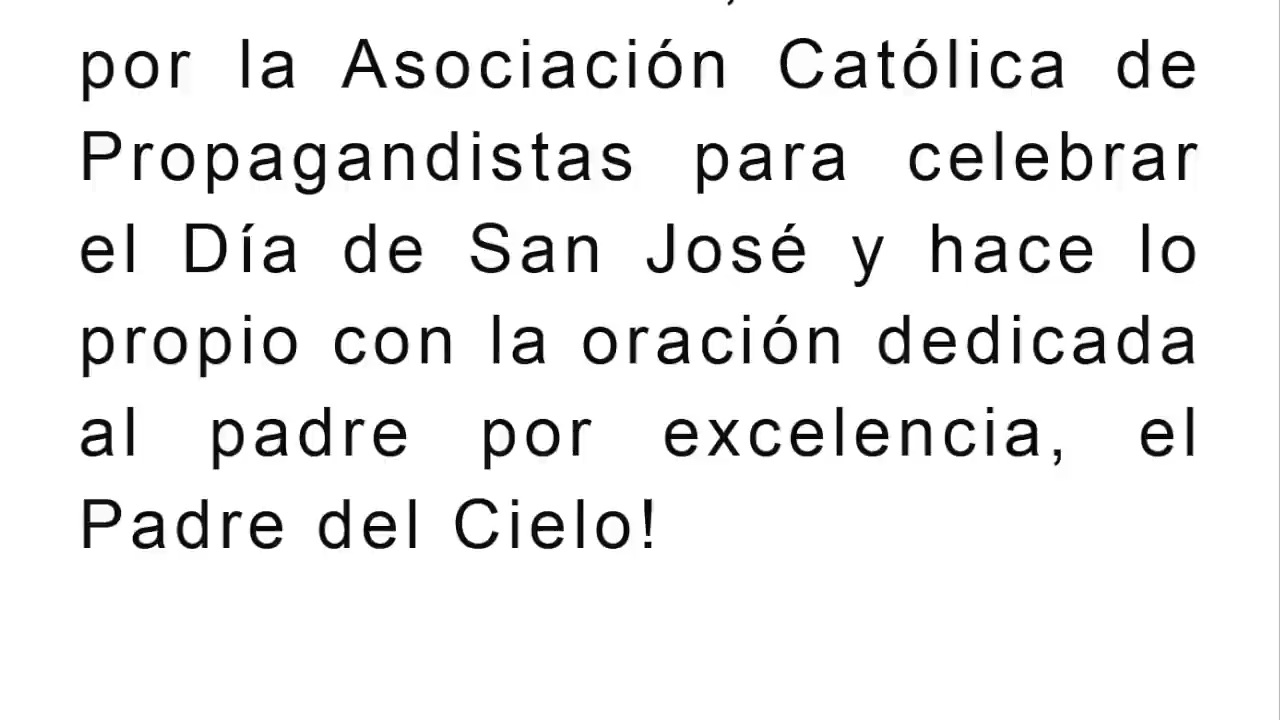 por la Asociación Católica de
Propagandistas para celebrar
el Día de San José y hace lo
propio con la oración dedicada
al padre por excelencia, el
Padre del Cielo!